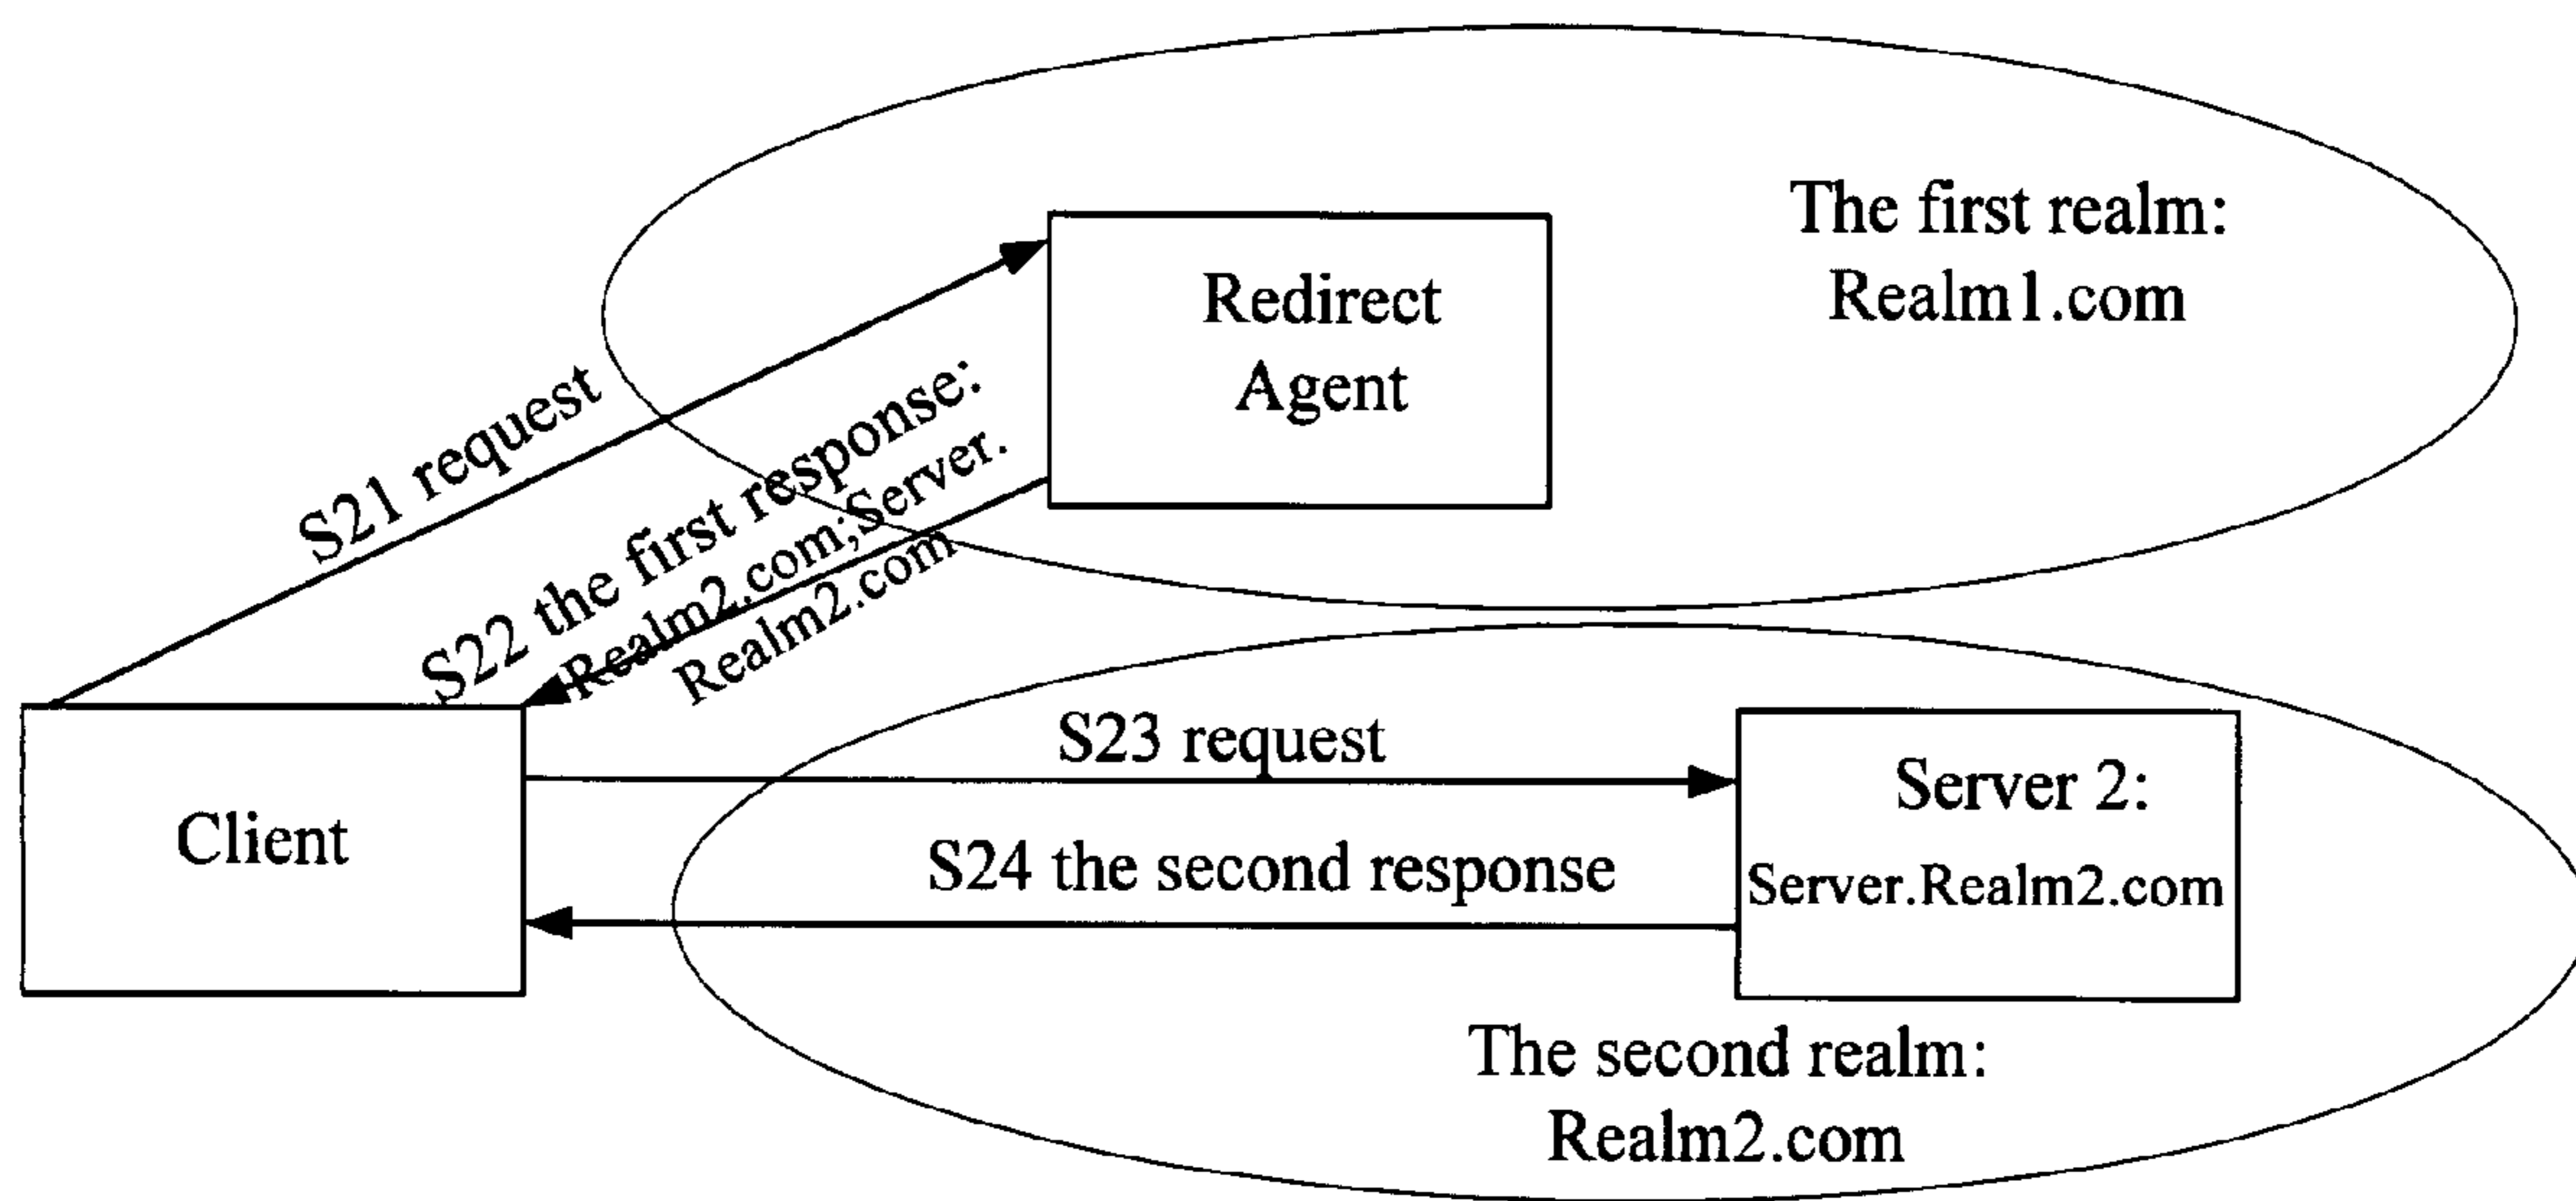 The first realm:
Realm1.com
Redirect
Agent
S21 request
S22 the first response:
Realm2.com;Server.
Realm2.com
S23 request
Server 2:
Server.Realm2.com
Client
S24 the second response
The second realm:
Realm2.com